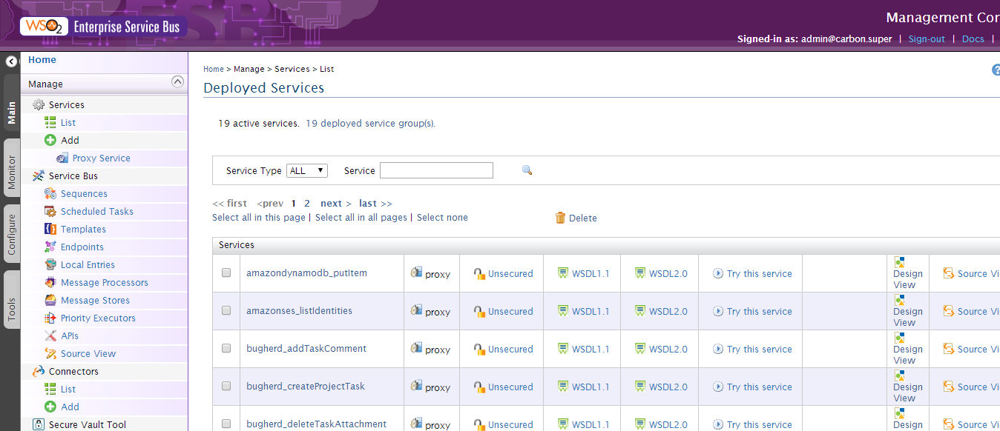 WSO2 Enterprise Service Bus
Management Con
Signed-in as: admin@carbon.super | Sign-out | Docs |
Main
Monitor
Configure
Tools
Home
Manage
Services
List
Add
Proxy Service
Service Bus
Sequences
Scheduled Tasks
Templates
Endpoints
Local Entries
Message Processors
Message Stores
Priority Executors
APIs
Source View
Connectors
List
Add
Secure Vault Tool
Home > Manage > Services > List
Deployed Services
19 active services. 19 deployed service group(s).
Service Type ALL Service
<< first <prev 1 2 next > last >>
Select all in this page | Select all in all pages | Select none Delete
Services
amazondynamodb_putItem proxy Unsecured WSDL1.1 WSDL2.0 Try this service Design View Source Vi
amazonses_listIdentities proxy Unsecured WSDL1.1 WSDL2.0 Try this service Design View Source Vi
bugherd_addTaskComment proxy Unsecured WSDL1.1 WSDL2.0 Try this service Design View Source Vi
bugherd_createProjectTask proxy Unsecured WSDL1.1 WSDL2.0 Try this service Design View Source Vi
bugherd_deleteTaskAttachment proxy Unsecured WSDL1.1 WSDL2.0 Try this service Design Source Vi